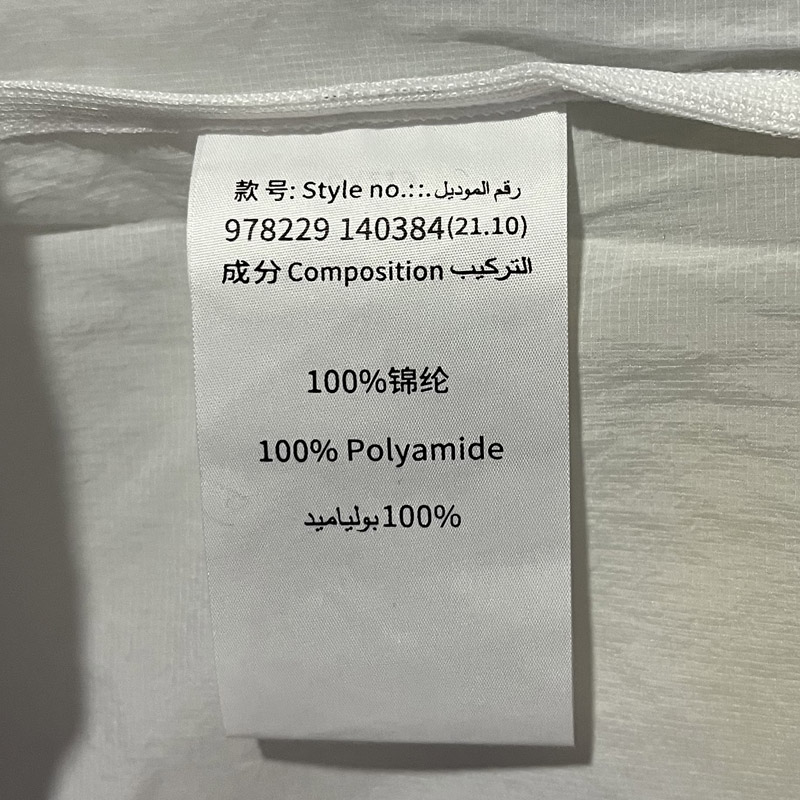 款号: Style no.::. رقم الموديل
978229 140384(21.10)
成分 Composition التركيب
100%锦纶
100% Polyamide
100%بولياميد